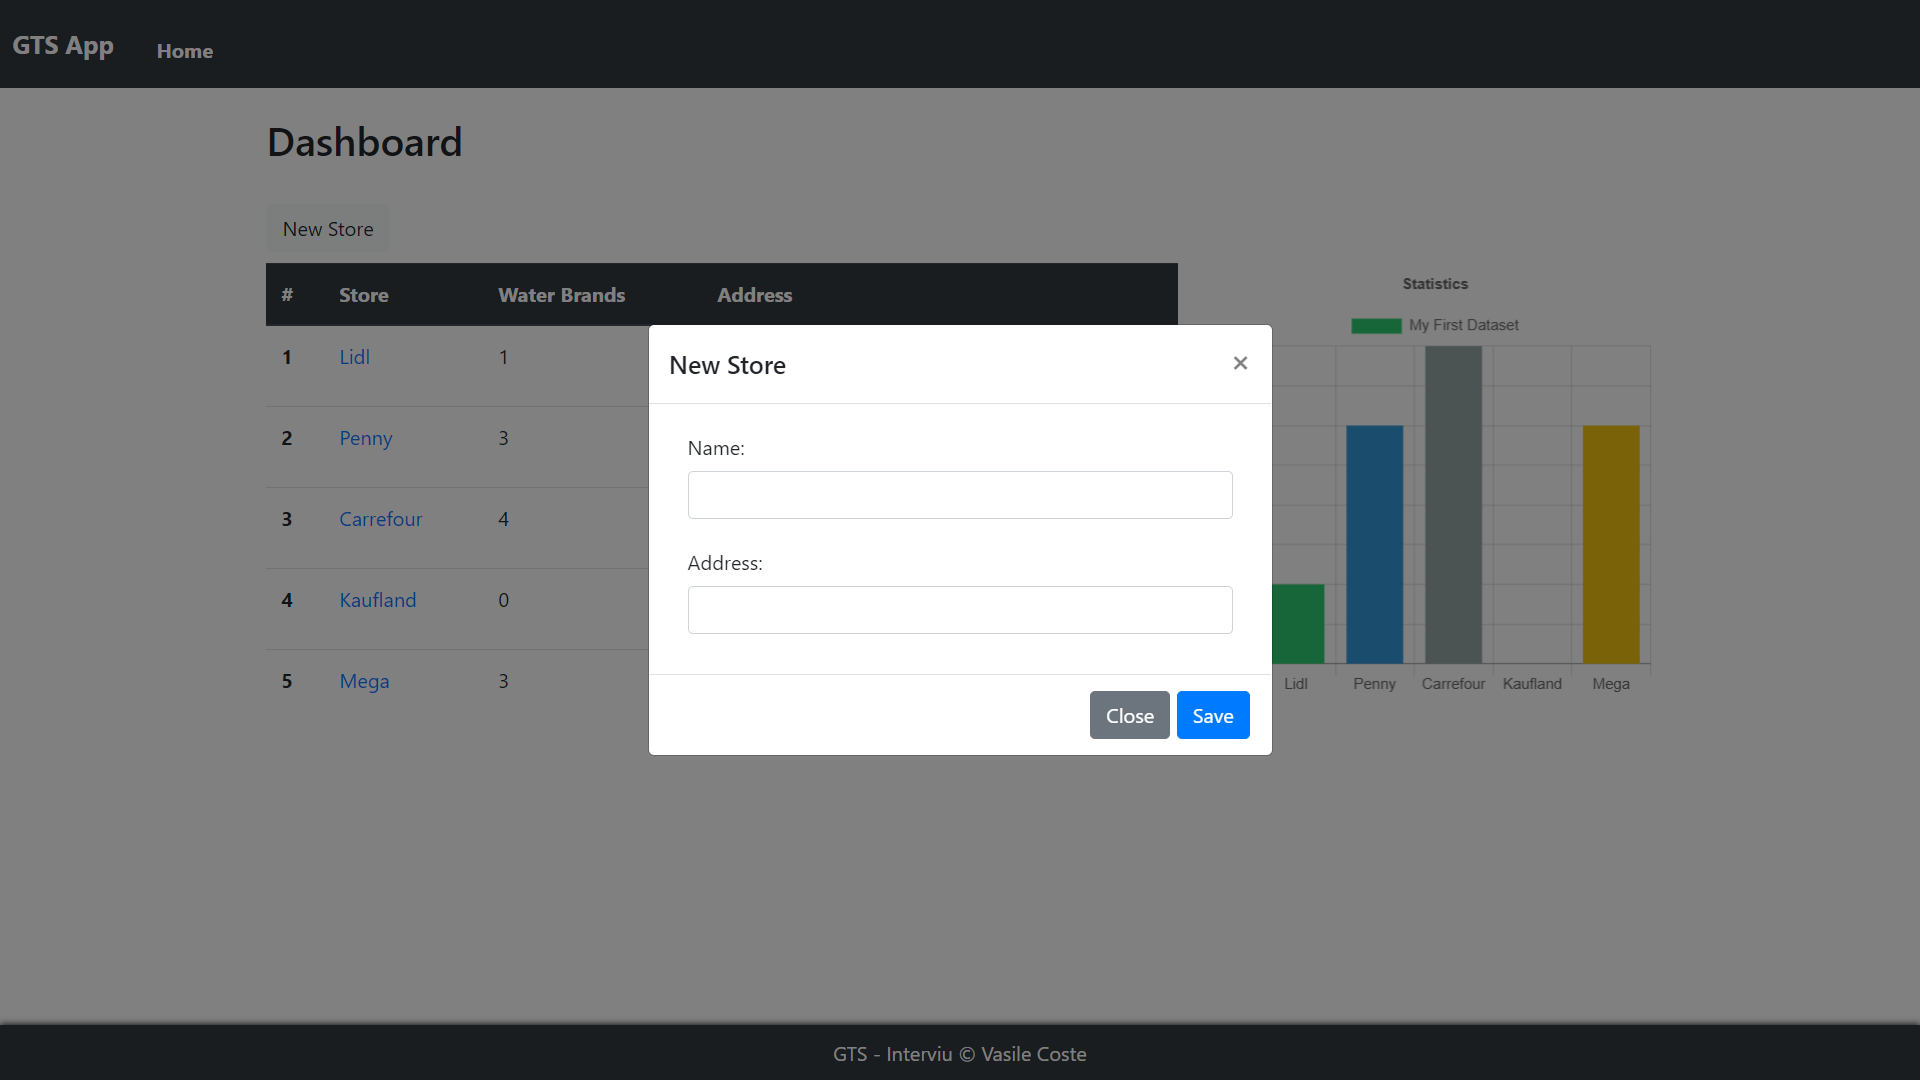 GTS App Home
Dashboard
New Store
# Store Water Brands Address
1 Lidl 1
2 Penny 3
3 Carrefour 4
4 Kaufland 0
5 Mega 3
New Store ×
Name:
Address:
Close Save
Statistics
My First Dataset
Lidl Penny Carrefour Kaufland Mega
GTS - Interviu © Vasile Coste